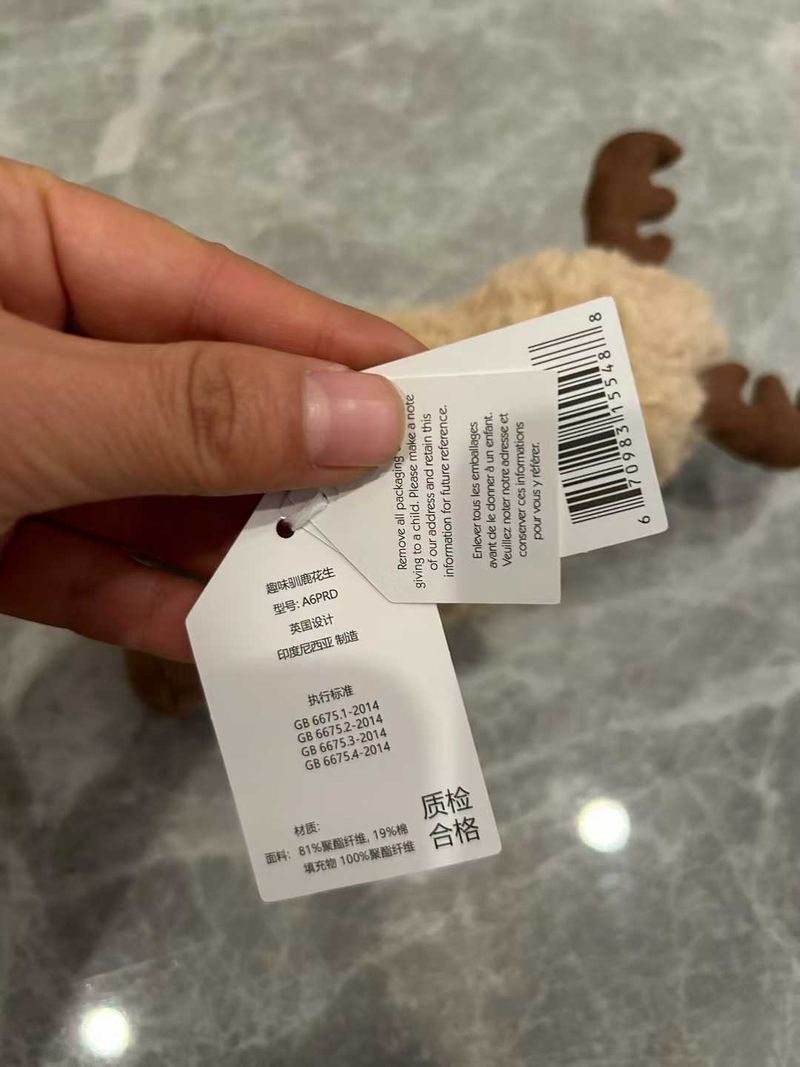 趣味驯鹿花生
型号: A6PRD
英国设计
印度尼西亚 制造
执行标准
GB 6675.1-2014
GB 6675.2-2014
GB 6675.3-2014
GB 6675.4-2014
材质:
面料: 81%聚酯纤维, 19%棉
填充物 100%聚酯纤维
质检
合格
Remove all packaging
giving to a child. Please make a note
of our address and retain this
information for future reference.
Enlever tous les emballages
avant de le donner à un enfant.
Veuillez noter notre adresse et
conserver ces informations
pour vous y référer.
6 70983 15548 8